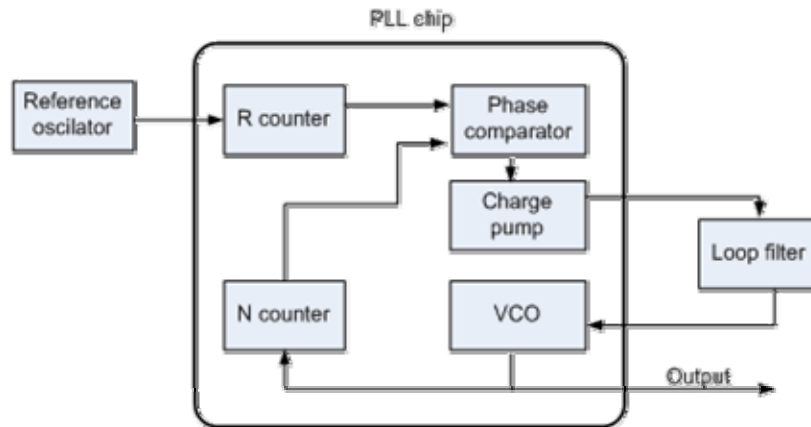 PLL chip
Reference
oscilator
R counter
Phase
comparator
Charge
pump
Loop filter
N counter
VCO
Output